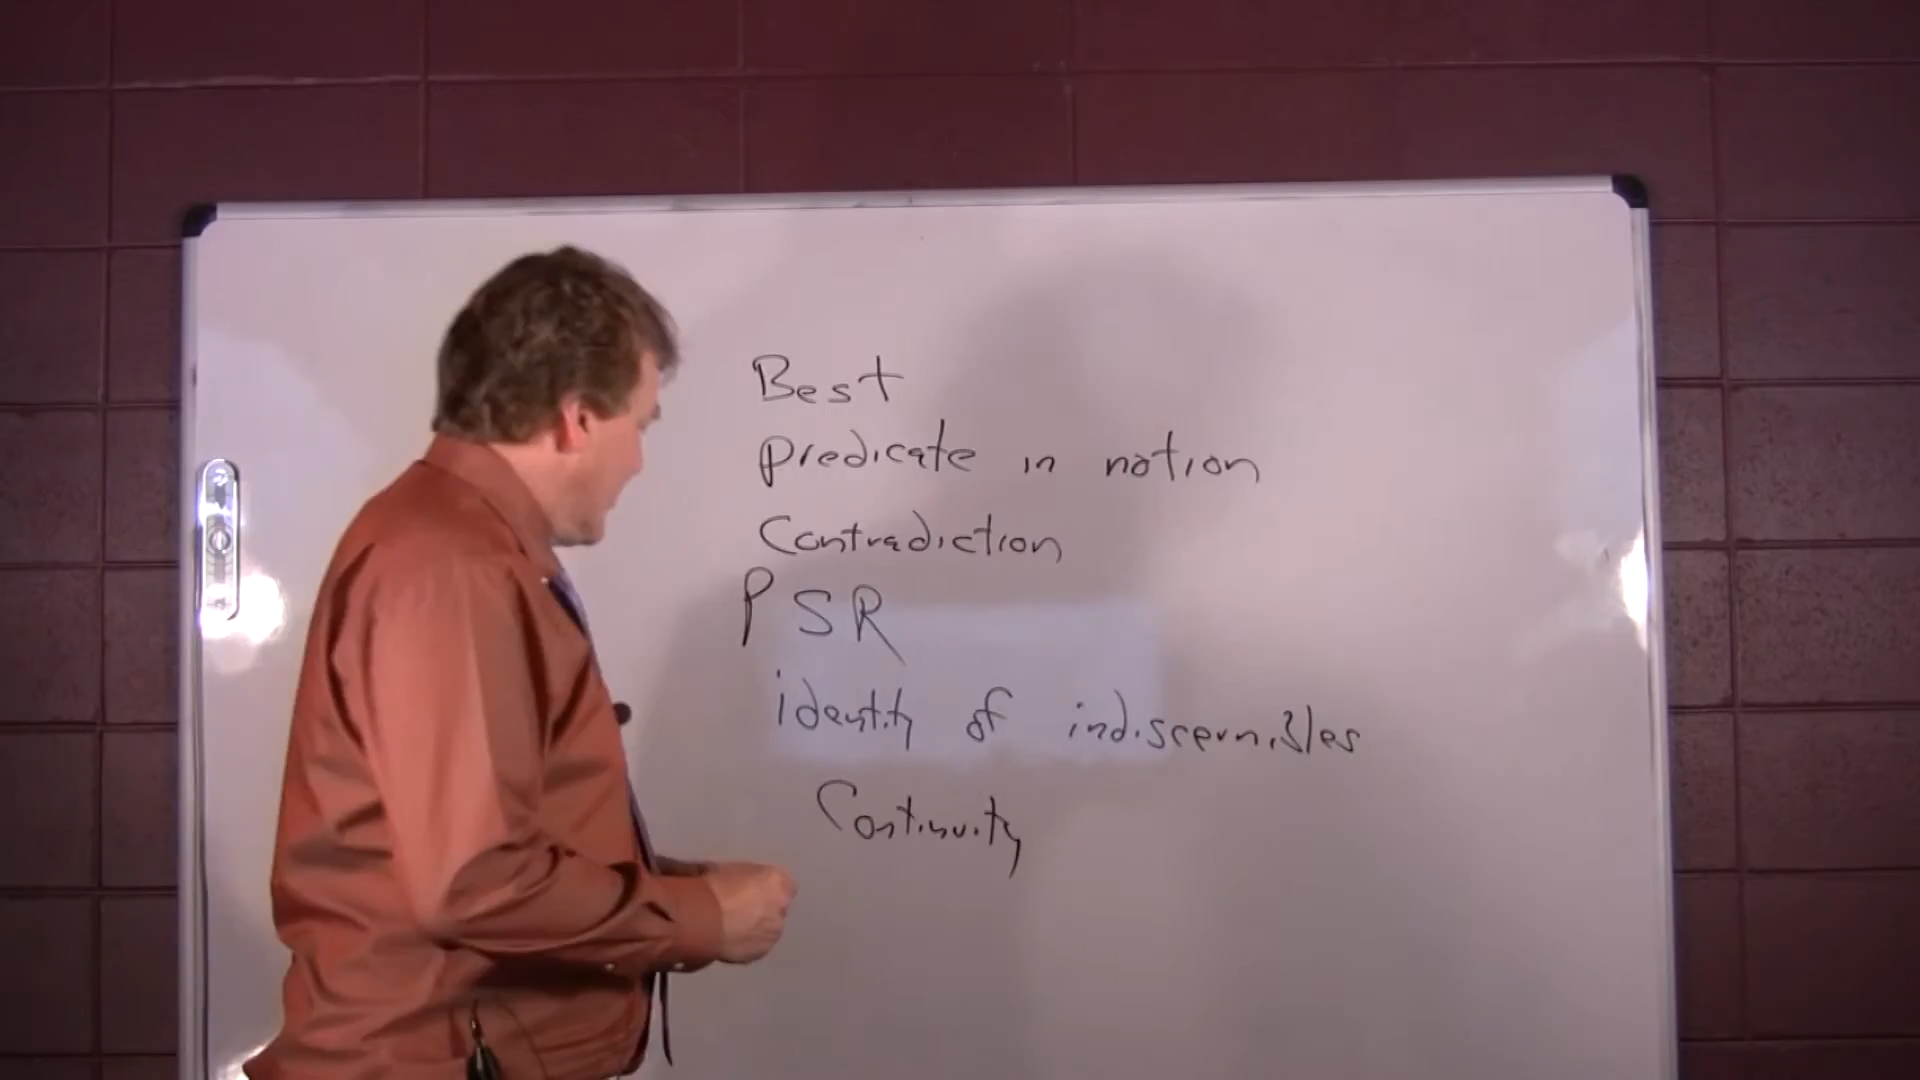 Best
predicate in notion
Contradiction
PSR
identity of indiscernibles
Continuity